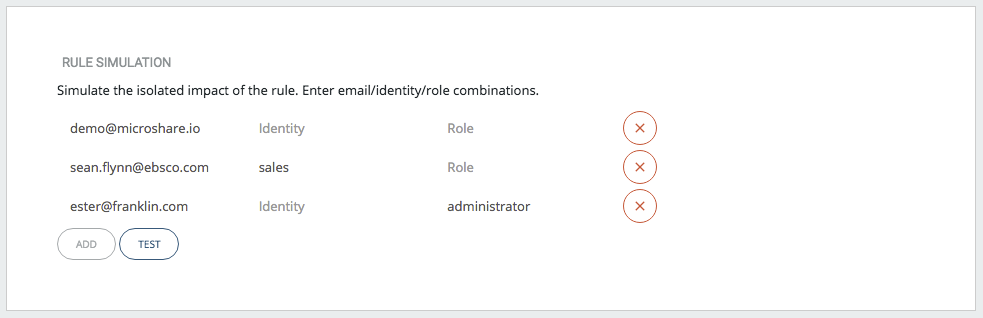 RULE SIMULATION
Simulate the isolated impact of the rule. Enter email/identity/role combinations.
demo@microshare.io Identity Role
sean.flynn@ebsco.com sales Role
ester@franklin.com Identity administrator
ADD TEST